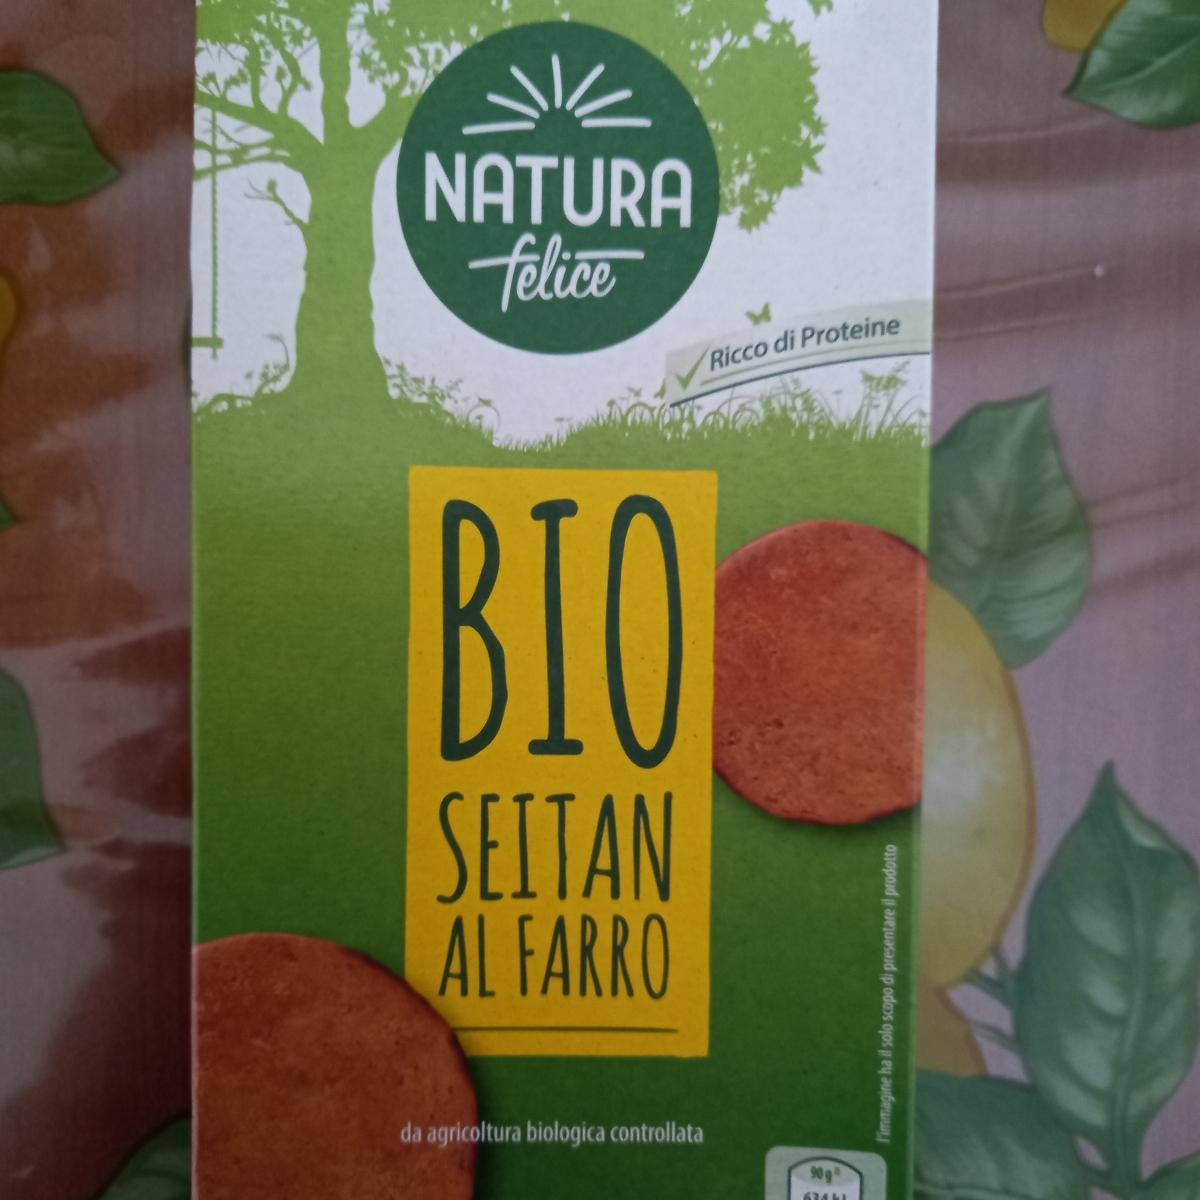 NATURA
felice
Ricco di Proteine
BIO
SEITAN
AL FARRO
l'immagine ha il solo scopo di presentare il prodotto
da agricoltura biologica controllata
90 g